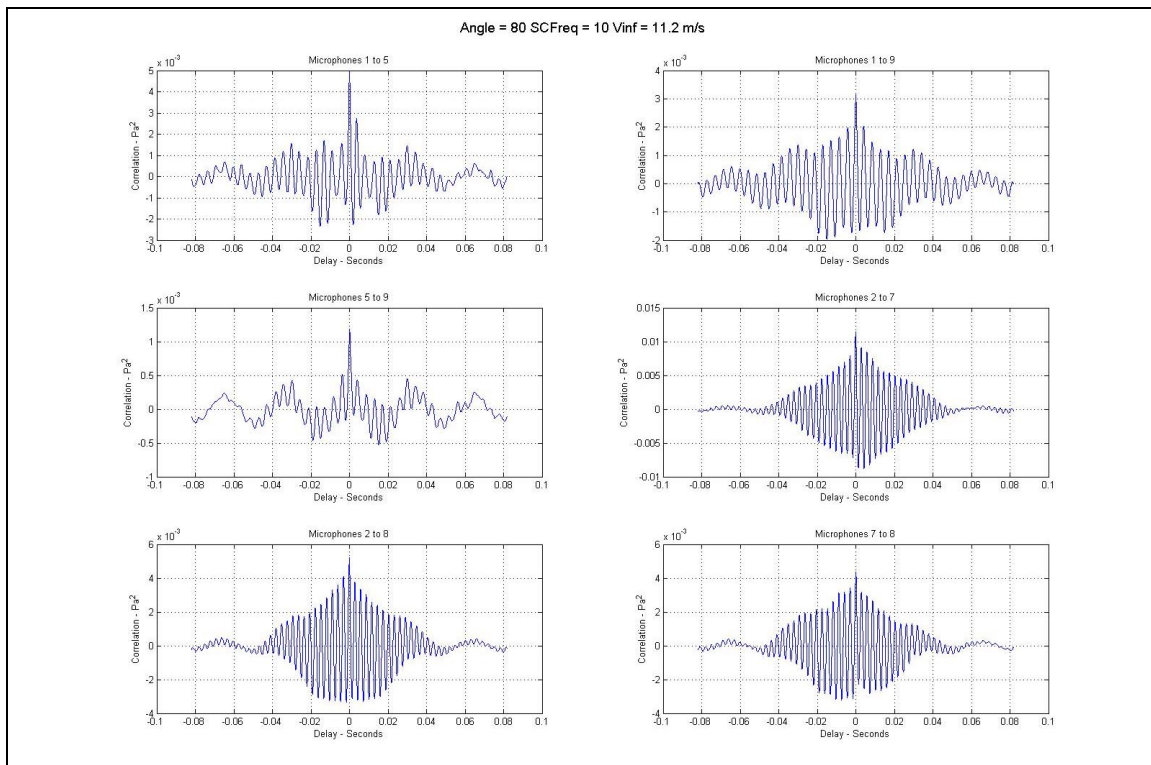 Angle = 80 SCFreq = 10 Vinf = 11.2 m/s
Microphones 1 to 5
x 10⁻³
5
4
3
2
1
0
-1
-2
-3
Correlation - Pa²
-0.1 -0.08 -0.06 -0.04 -0.02 0 0.02 0.04 0.06 0.08 0.1
Delay - Seconds
Microphones 1 to 9
x 10⁻³
4
3
2
1
0
-1
-2
Correlation - Pa²
-0.1 -0.08 -0.06 -0.04 -0.02 0 0.02 0.04 0.06 0.08 0.1
Delay - Seconds
Microphones 5 to 9
x 10⁻³
1.5
1
0.5
0
-0.5
-1
Correlation - Pa²
-0.1 -0.08 -0.06 -0.04 -0.02 0 0.02 0.04 0.06 0.08 0.1
Delay - Seconds
Microphones 2 to 7
0.015
0.01
0.005
0
-0.005
-0.01
Correlation - Pa²
-0.1 -0.08 -0.06 -0.04 -0.02 0 0.02 0.04 0.06 0.08 0.1
Delay - Seconds
Microphones 2 to 8
x 10⁻³
6
4
2
0
-2
-4
Correlation - Pa²
-0.1 -0.08 -0.06 -0.04 -0.02 0 0.02 0.04 0.06 0.08 0.1
Delay - Seconds
Microphones 7 to 8
x 10⁻³
6
4
2
0
-2
-4
Correlation - Pa²
-0.1 -0.08 -0.06 -0.04 -0.02 0 0.02 0.04 0.06 0.08 0.1
Delay - Seconds